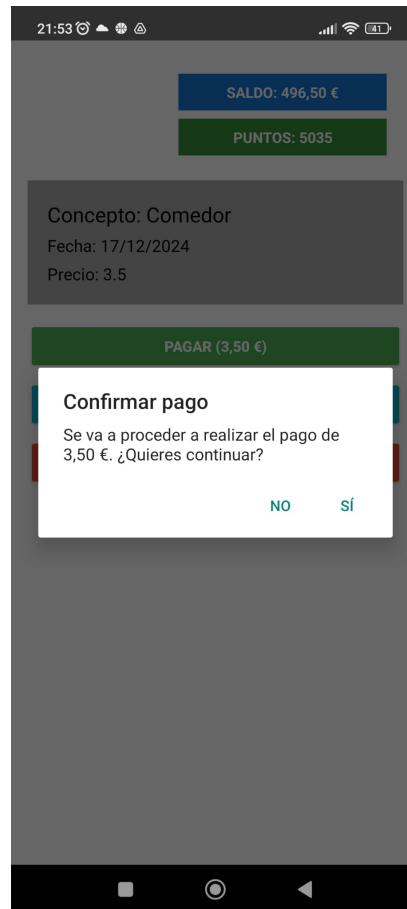 21:53
41
SALDO: 496,50 €
PUNTOS: 5035
Concepto: Comedor
Fecha: 17/12/2024
Precio: 3.5
PAGAR (3,50 €)
Confirmar pago
Se va a proceder a realizar el pago de
3,50 €. ¿Quieres continuar?
NO SÍ